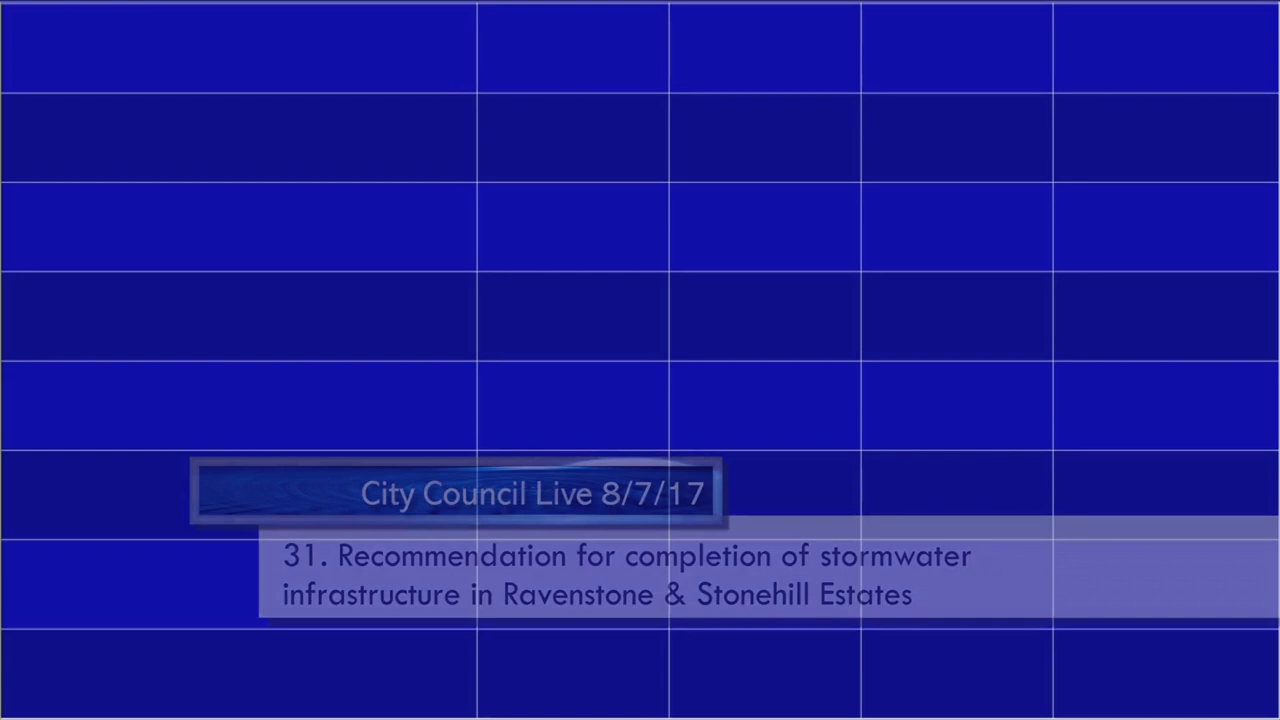 City Council Live 8/7/17
31. Recommendation for completion of stormwater
infrastructure in Ravenstone & Stonehill Estates